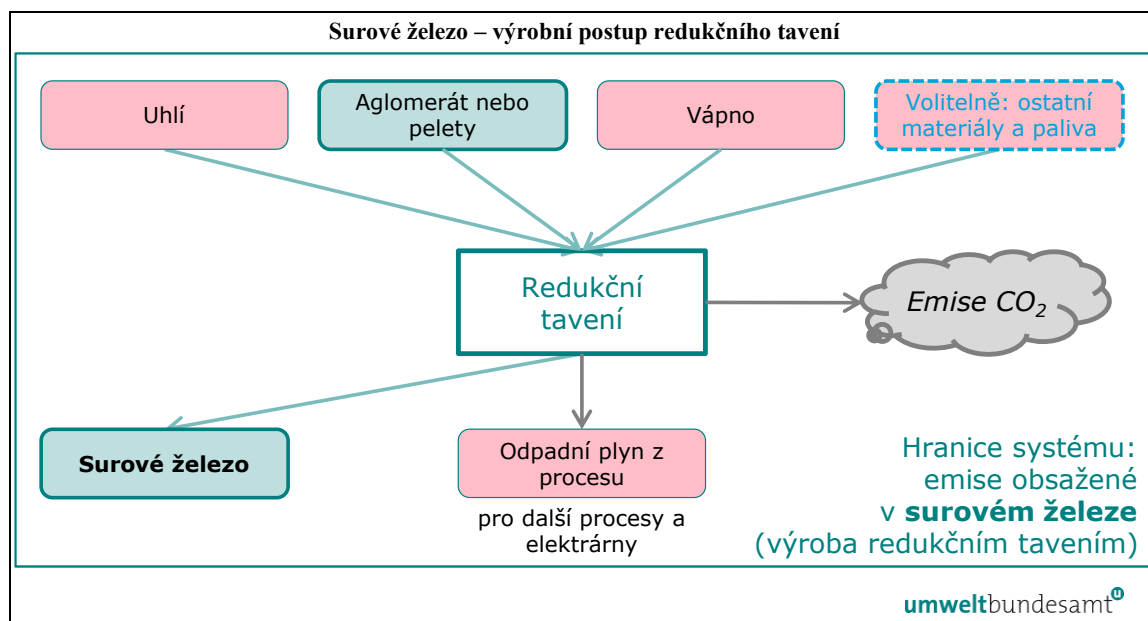 Surové železo – výrobní postup redukčního tavení
Uhlí
Aglomerát nebo
pelety
Vápno
Volitelně: ostatní
materiály a paliva
Redukční
tavení
Emise CO2
Surové železo
Odpadní plyn z
procesu
pro další procesy a
elektrárny
Hranice systému:
emise obsažené
v surovém železe
(výroba redukčním tavením)
umweltbundesamt u